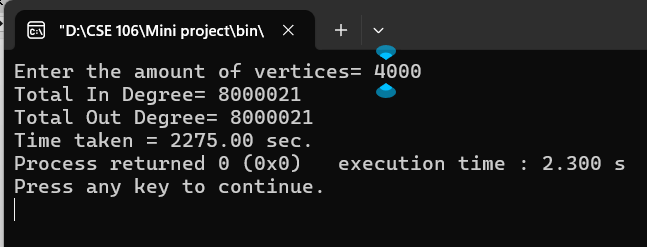 "D:\CSE 106\Mini project\bin\
Enter the amount of vertices= 4000
Total In Degree= 8000021
Total Out Degree= 8000021
Time taken = 2275.00 sec.
Process returned 0 (0x0)   execution time : 2.300 s
Press any key to continue.